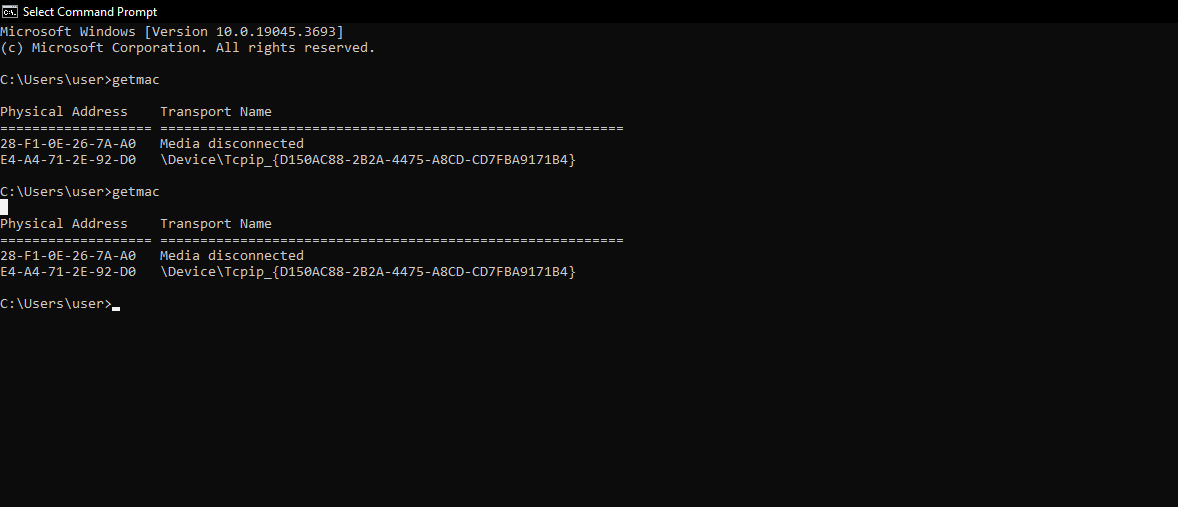 Select Command Prompt
Microsoft Windows [Version 10.0.19045.3693]
(c) Microsoft Corporation. All rights reserved.
C:\Users\user>getmac
Physical Address    Transport Name
=================== ==========================================================
28-F1-0E-26-7A-A0   Media disconnected
E4-A4-71-2E-92-D0   \Device\Tcpip_{D150AC88-2B2A-4475-A8CD-CD7FBA9171B4}
C:\Users\user>getmac
Physical Address    Transport Name
=================== ==========================================================
28-F1-0E-26-7A-A0   Media disconnected
E4-A4-71-2E-92-D0   \Device\Tcpip_{D150AC88-2B2A-4475-A8CD-CD7FBA9171B4}
C:\Users\user>